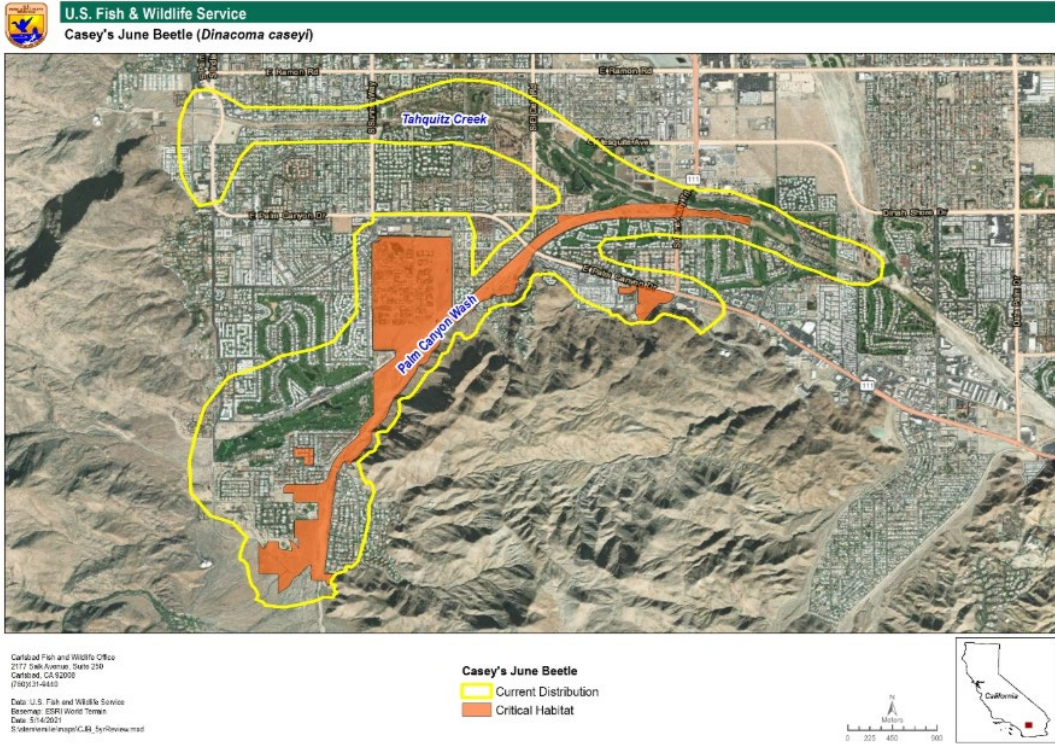 U.S. Fish & Wildlife Service
Casey's June Beetle (Dinacoma caseyi)
E Ramon Rd
E Ramon Rd
Tahquitz Creek
E Mesquite Ave
111
E Palm Canyon Dr
Dinah Shore Dr
E Palm Canyon Dr
Palm Canyon Wash
111
Carlsbad Fish and Wildlife Office
2177 Salk Avenue, Suite 250
Carlsbad, CA 92008
(760)431-9440
Data: U.S. Fish and Wildlife Service
Basemap: ESRI World Terrain
Date: 5/14/2021
Casey's June Beetle
Current Distribution
Critical Habitat
N
Meters
0 225 450 900
California